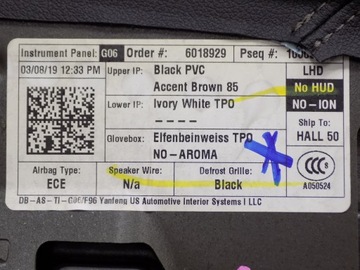 Instrument Panel: G06 Order #: 6018929 Pseq #:
03/08/19 12:33 PM Upper IP: Black PVC LHD
Accent Brown 85 No HUD
Lower IP: Ivory White TPO NO-ION
---- Ship To:
Glovebox: Elfenbeinweiss TPO HALL 50
NO-AROMA
Airbag Type: Speaker Wire: Defrost Grille: CCC S
ECE N/a Black A050524
DB-AS-TI-G06/F96 Yanfeng US Automotive Interior Systems I LLC